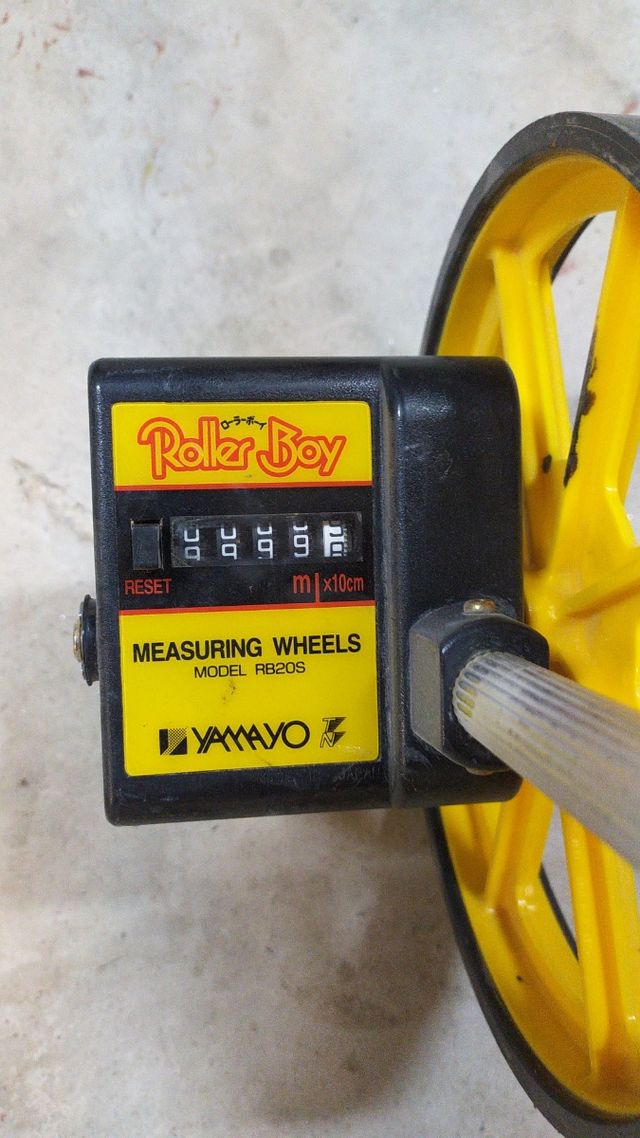 ローラーボーイ
Roller Boy
RESET
m x10cm
MEASURING WHEELS
MODEL RB20S
YAMAYO